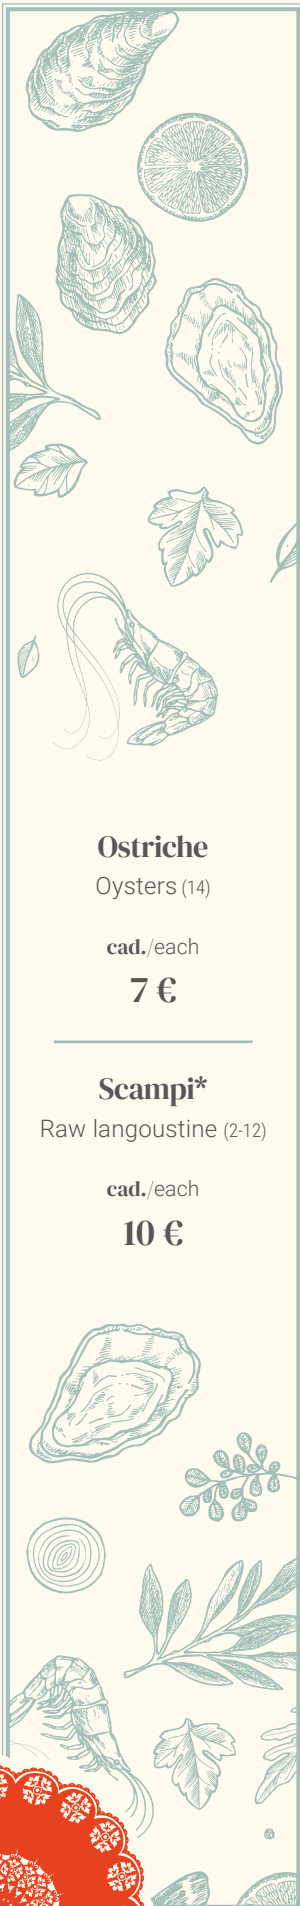 Ostriche
Oysters (14)
cad./each
7 €
Scampi*
Raw langoustine (2-12)
cad./each
10 €